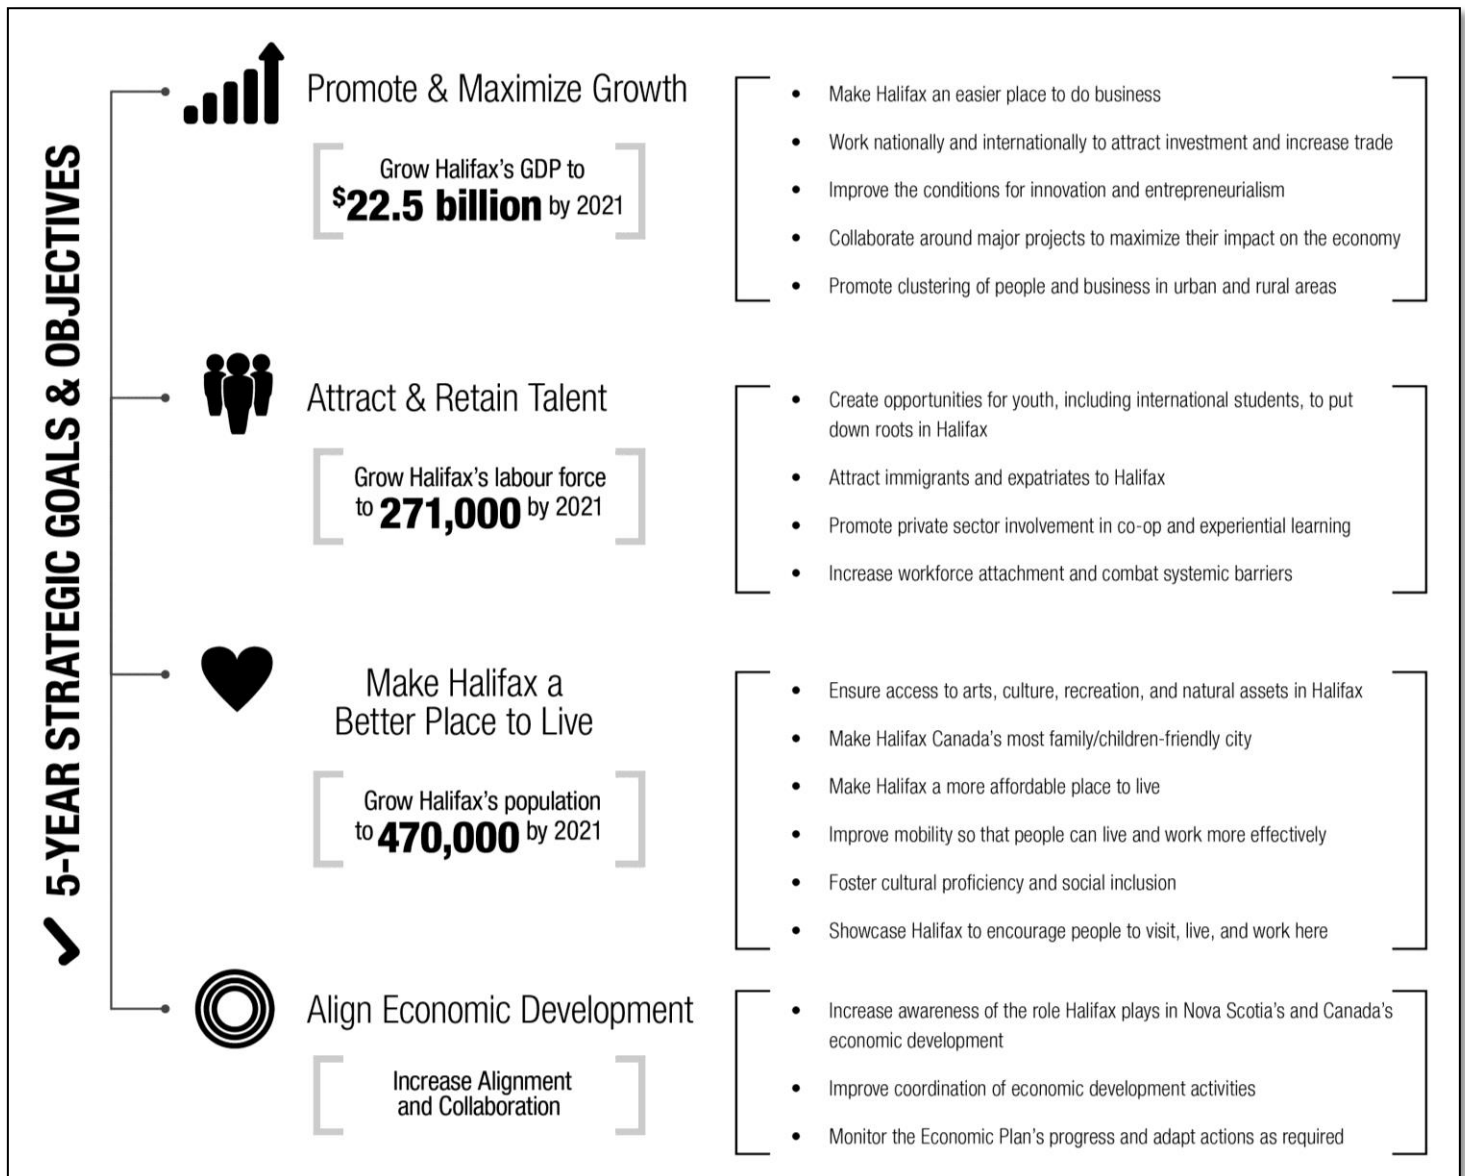 ✓ 5-YEAR STRATEGIC GOALS & OBJECTIVES
Promote & Maximize Growth
Grow Halifax's GDP to
$22.5 billion by 2021
• Make Halifax an easier place to do business
• Work nationally and internationally to attract investment and increase trade
• Improve the conditions for innovation and entrepreneurialism
• Collaborate around major projects to maximize their impact on the economy
• Promote clustering of people and business in urban and rural areas
Attract & Retain Talent
Grow Halifax's labour force
to 271,000 by 2021
• Create opportunities for youth, including international students, to put
down roots in Halifax
• Attract immigrants and expatriates to Halifax
• Promote private sector involvement in co-op and experiential learning
• Increase workforce attachment and combat systemic barriers
Make Halifax a
Better Place to Live
Grow Halifax's population
to 470,000 by 2021
• Ensure access to arts, culture, recreation, and natural assets in Halifax
• Make Halifax Canada's most family/children-friendly city
• Make Halifax a more affordable place to live
• Improve mobility so that people can live and work more effectively
• Foster cultural proficiency and social inclusion
• Showcase Halifax to encourage people to visit, live, and work here
Align Economic Development
Increase Alignment
and Collaboration
• Increase awareness of the role Halifax plays in Nova Scotia's and Canada's
economic development
• Improve coordination of economic development activities
• Monitor the Economic Plan's progress and adapt actions as required